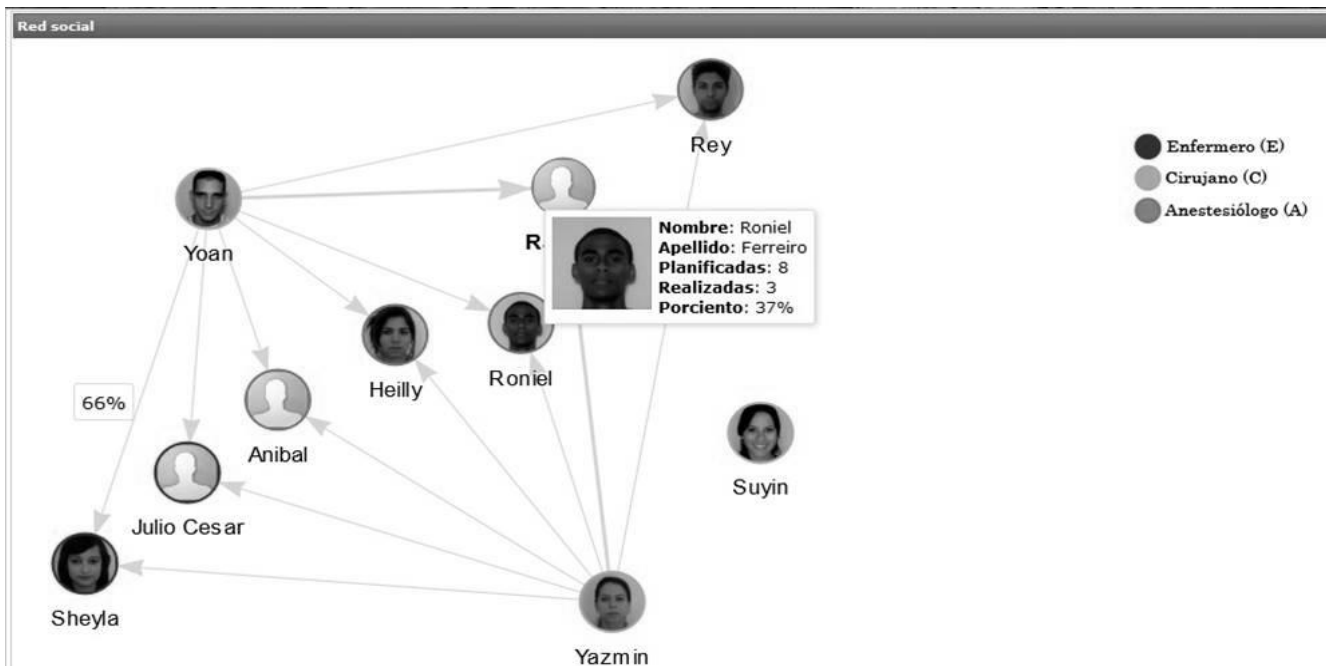 Red social
Rey
Enfermero (E)
Cirujano (C)
Anestesiólogo (A)
Yoan
Nombre: Roniel
Apellido: Ferreiro
Planificadas: 8
Realizadas: 3
Porciento: 37%
Heilly
Roniel
66%
Anibal
Suyin
Julio Cesar
Sheyla
Yazmin